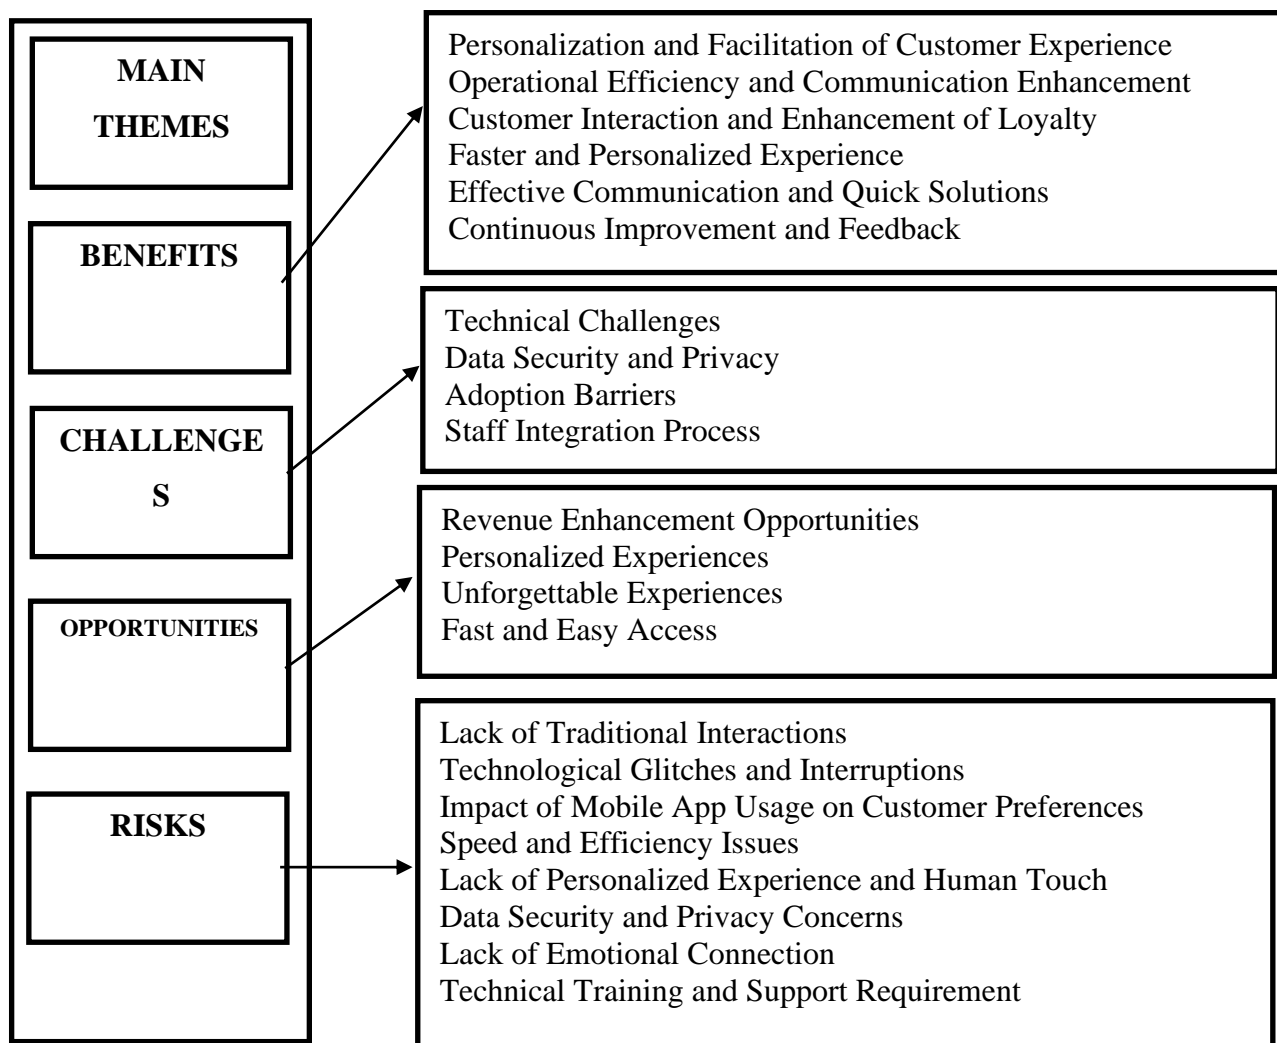 MAIN
THEMES
BENEFITS
CHALLENGE
S
OPPORTUNITIES
RISKS
Personalization and Facilitation of Customer Experience
Operational Efficiency and Communication Enhancement
Customer Interaction and Enhancement of Loyalty
Faster and Personalized Experience
Effective Communication and Quick Solutions
Continuous Improvement and Feedback
Technical Challenges
Data Security and Privacy
Adoption Barriers
Staff Integration Process
Revenue Enhancement Opportunities
Personalized Experiences
Unforgettable Experiences
Fast and Easy Access
Lack of Traditional Interactions
Technological Glitches and Interruptions
Impact of Mobile App Usage on Customer Preferences
Speed and Efficiency Issues
Lack of Personalized Experience and Human Touch
Data Security and Privacy Concerns
Lack of Emotional Connection
Technical Training and Support Requirement